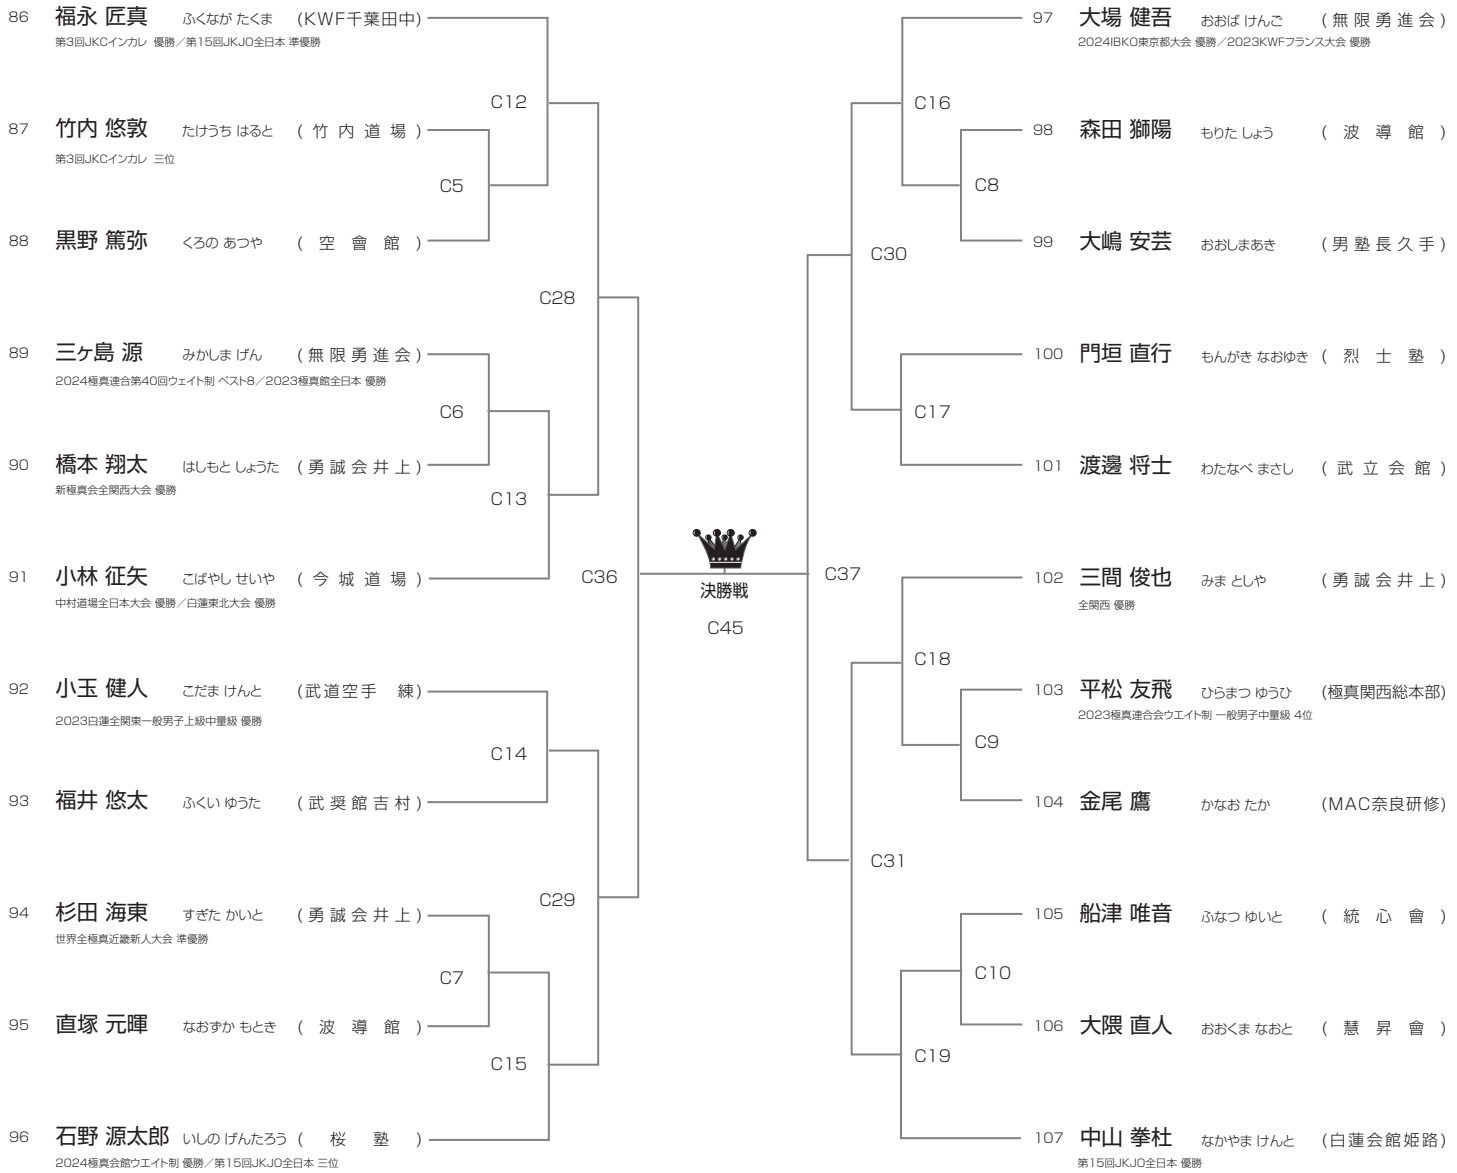 86 福永 匠真 ふくなが たくま (KWF千葉田中)
第3回JKCインカレ 優勝／第15回JKJO全日本 準優勝
C12
87 竹内 悠敦 たけうち はると (竹内道場)
第3回JKCインカレ 三位
C5
88 黒野 篤弥 くろの あつや (空會館)
C28
89 三ヶ島 源 みかしま げん (無限勇進会)
2024極真連合第40回ウェイト制 ベスト8／2023極真館全日本 優勝
C6
90 橋本 翔太 はしもと しょうた (勇誠会井上)
新極真会全関西大会 優勝
C13
91 小林 征矢 こばやし せいや (今城道場)
中村道場全日本大会 優勝／白蓮東北大会 優勝
C36
92 小玉 健人 こだま けんと (武道空手 練)
2023白蓮全関東一般男子上級中量級 優勝
C14
93 福井 悠太 ふくい ゆうた (武奨館吉村)
C29
94 杉田 海東 すぎた かいと (勇誠会井上)
世界全極真近畿新人大会 準優勝
C7
95 直塚 元暉 なおずか もとき (波導館)
C15
96 石野 源太郎 いしの げんたろう (桜塾)
2024極真会館ウエイト制 優勝／第15回JKJO全日本 三位
決勝戦
C45
97 大場 健吾 おおば けんご (無限勇進会)
2024IBKO東京都大会 優勝／2023KWFフランス大会 優勝
C16
98 森田 獅陽 もりた しょう (波導館)
C8
99 大嶋 安芸 おおしまあき (男塾長久手)
C30
100 門垣 直行 もんがき なおゆき (烈士塾)
C17
101 渡邊 将士 わたなべ まさし (武立会館)
C37
102 三間 俊也 みま としや (勇誠会井上)
全関西 優勝
C18
103 平松 友飛 ひらまつ ゆうひ (極真関西総本部)
2023極真連合会ウエイト制 一般男子中量級 4位
C9
104 金尾 鷹 かなお たか (MAC奈良研修)
C31
105 船津 唯音 ふなつ ゆいと (統心會)
C10
106 大隈 直人 おおくま なおと (慧昇會)
C19
107 中山 拳杜 なかやま けんと (白蓮会館姫路)
第15回JKJO全日本 優勝